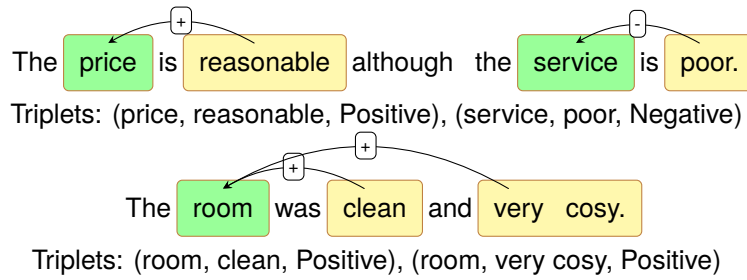 + -
The price is reasonable although the service is poor.
Triplets: (price, reasonable, Positive), (service, poor, Negative)
+
+
The room was clean and very cosy.
Triplets: (room, clean, Positive), (room, very cosy, Positive)